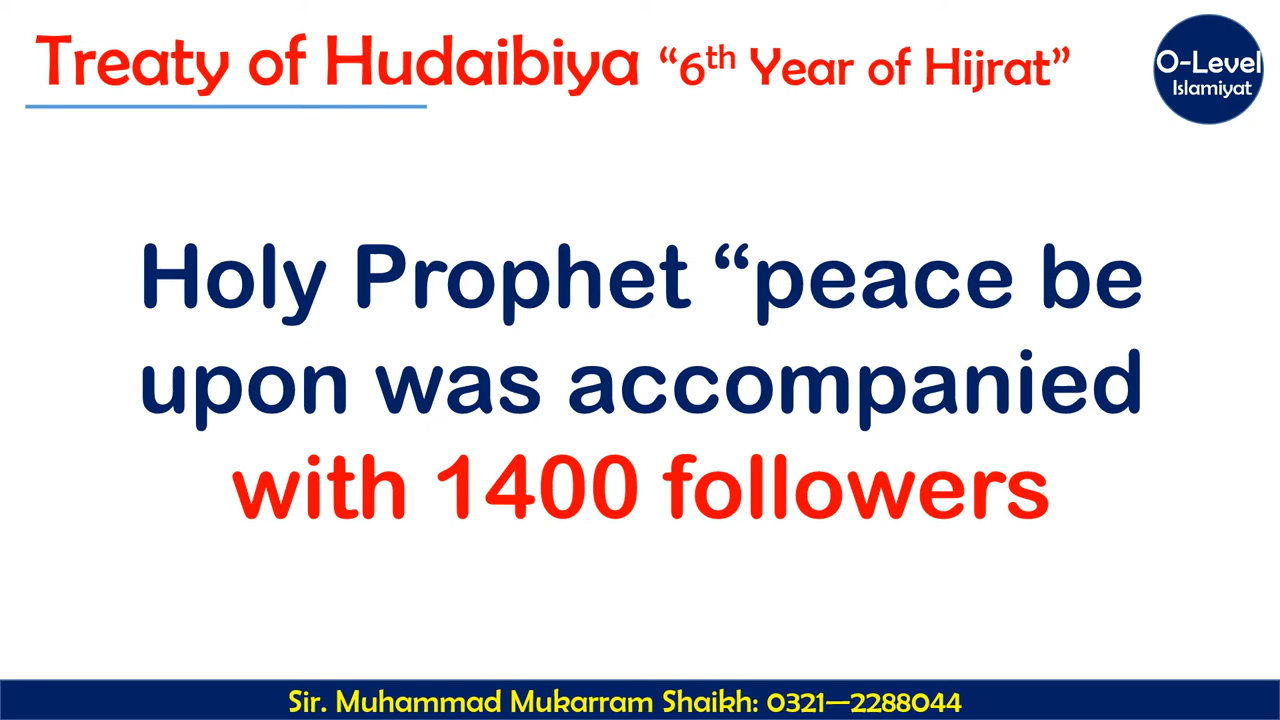 Treaty of Hudaibiya “6th Year of Hijrat”
O-Level
Islamiyat
Holy Prophet “peace be
upon was accompanied
with 1400 followers
Sir. Muhammad Mukarram Shaikh: 0321—2288044